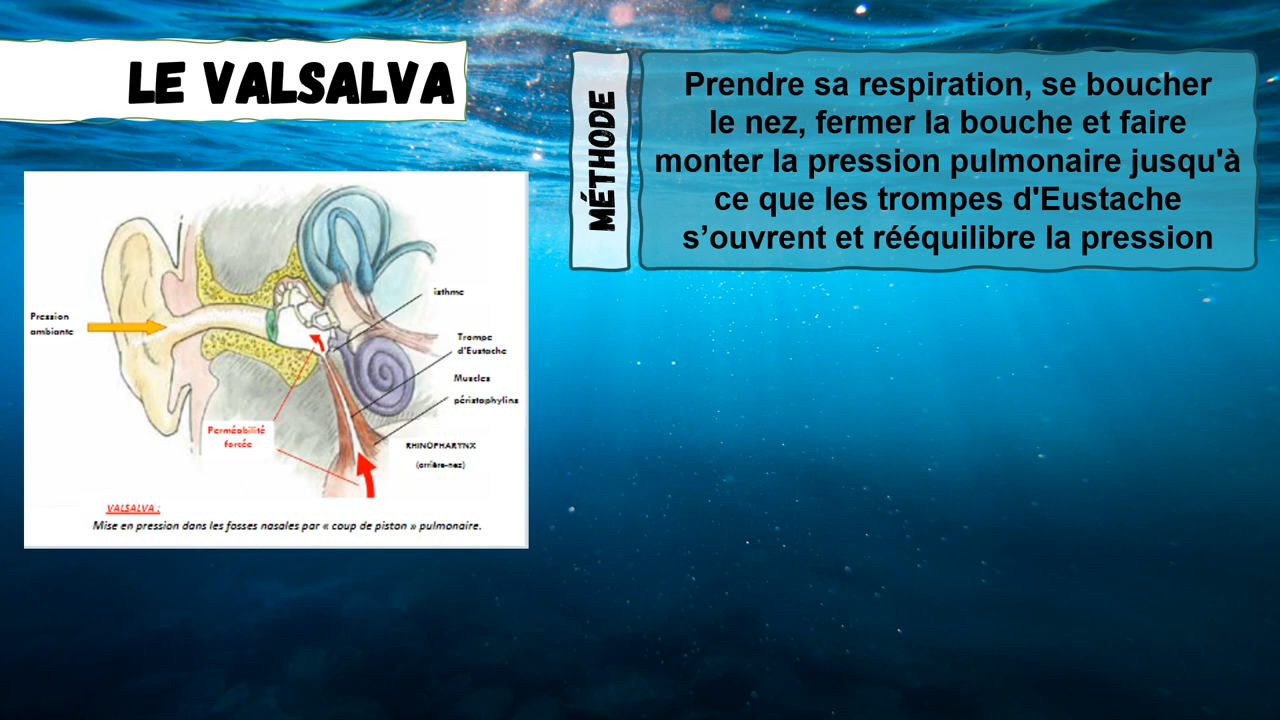 LE VALSALVA
MÉTHODE
Prendre sa respiration, se boucher
le nez, fermer la bouche et faire
monter la pression pulmonaire jusqu'à
ce que les trompes d'Eustache
s’ouvrent et rééquilibre la pression
Pression
ambiante
isthme
Trompe
d'Eustache
Muscles
péristaphylins
Perméabilité
forcée
RHINOPHARYNX
(arrière-nez)
VALSALVA :
Mise en pression dans les fosses nasales par « coup de piston » pulmonaire.